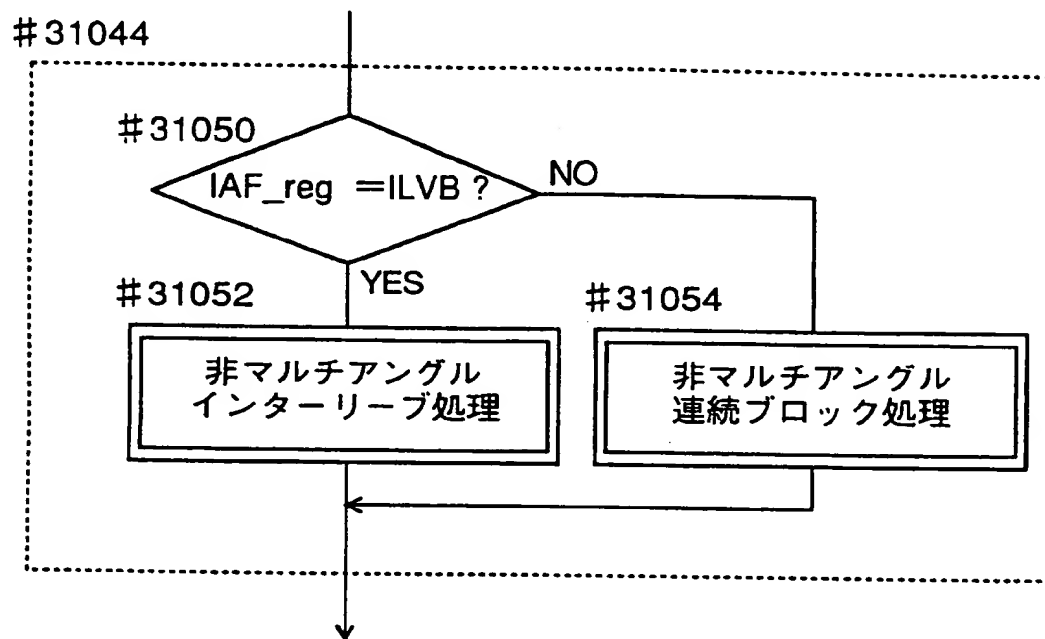 #31044
#31050
IAF_reg =ILVB ?
NO
YES
#31052
#31054
非マルチアングル
インターリーブ処理
非マルチアングル
連続ブロック処理